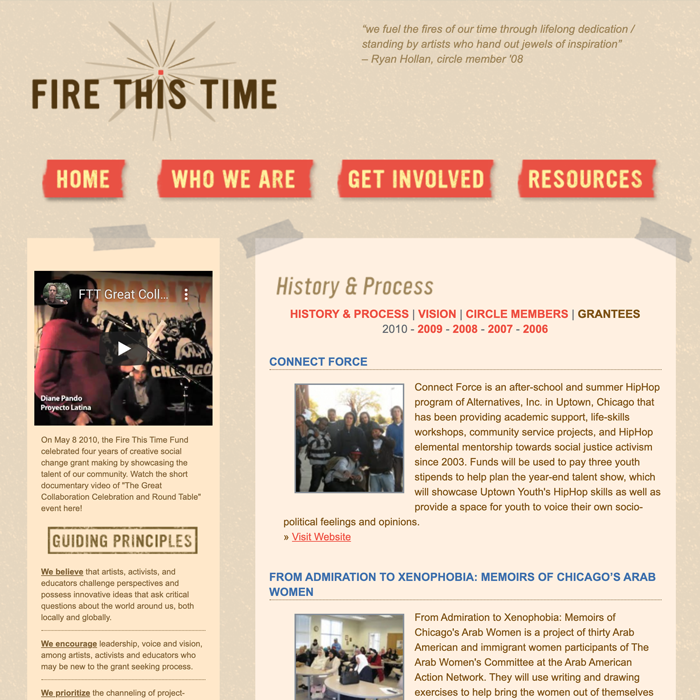 FIRE THIS TIME
"we fuel the fires of our time through lifelong dedication /
standing by artists who hand out jewels of inspiration"
– Ryan Hollan, circle member '08
HOME
WHO WE ARE
GET INVOLVED
RESOURCES
FTT Great Coll...
CHICAGO
Diane Pando
Proyecto Latina
On May 8 2010, the Fire This Time Fund
celebrated four years of creative social
change grant making by showcasing the
talent of our community. Watch the short
documentary video of "The Great
Collaboration Celebration and Round Table"
event here!
GUIDING PRINCIPLES
We believe that artists, activists, and
educators challenge perspectives and
possess innovative ideas that ask critical
questions about the world around us, both
locally and globally.
We encourage leadership, voice and vision,
among artists, activists and educators who
may be new to the grant seeking process.
We prioritize the channeling of project-
History & Process
HISTORY & PROCESS | VISION | CIRCLE MEMBERS | GRANTEES
2010 - 2009 - 2008 - 2007 - 2006
CONNECT FORCE
Connect Force is an after-school and summer HipHop
program of Alternatives, Inc. in Uptown, Chicago that
has been providing academic support, life-skills
workshops, community service projects, and HipHop
elemental mentorship towards social justice activism
since 2003. Funds will be used to pay three youth
stipends to help plan the year-end talent show, which
will showcase Uptown Youth's HipHop skills as well as
provide a space for youth to voice their own socio-
political feelings and opinions.
» Visit Website
FROM ADMIRATION TO XENOPHOBIA: MEMOIRS OF CHICAGO'S ARAB
WOMEN
From Admiration to Xenophobia: Memoirs of
Chicago's Arab Women is a project of thirty Arab
American and immigrant women participants of The
Arab Women's Committee at the Arab American
Action Network. They will use writing and drawing
exercises to help bring the women out of themselves